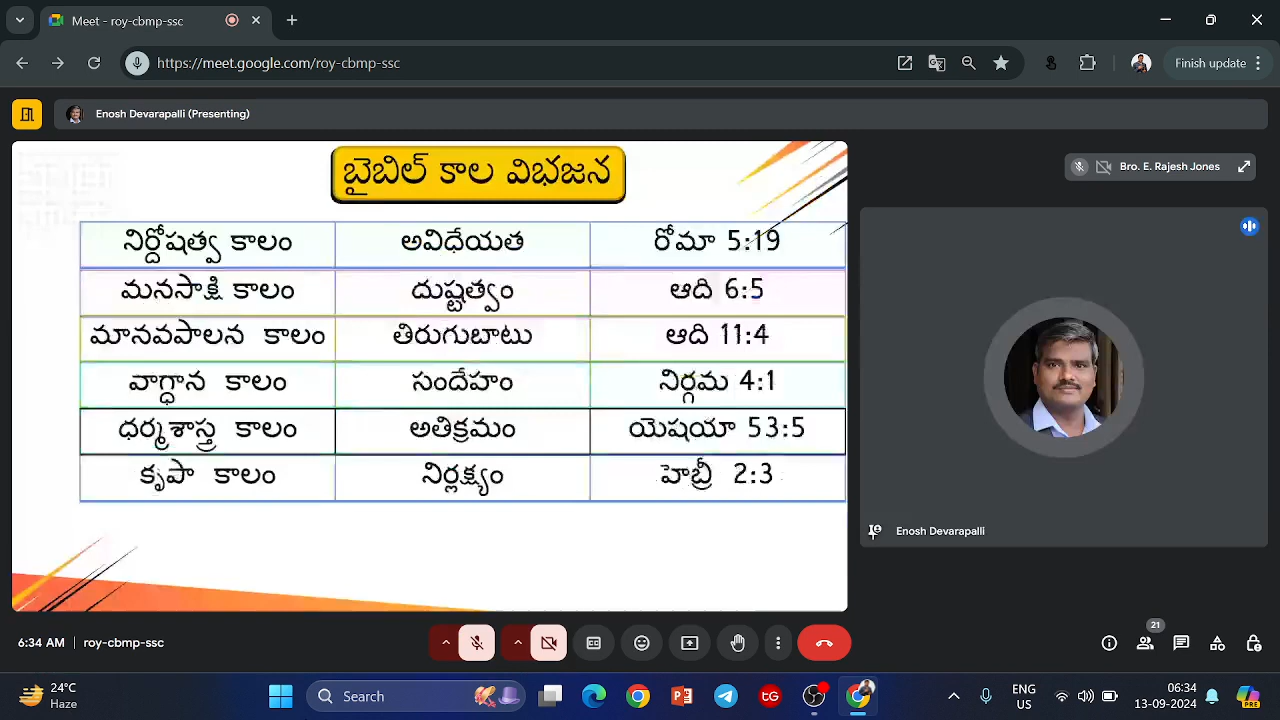 Meet - roy-cbmp-ssc
https://meet.google.com/roy-cbmp-ssc
Finish update
Enosh Devarapalli (Presenting)
బైబిల్ కాల విభజన
నిర్దోషత్వ కాలం అవిధేయత రోమా 5:19
మనసాక్షి కాలం దుష్టత్వం ఆది 6:5
మానవపాలన కాలం తిరుగుబాటు ఆది 11:4
వాగ్ధాన కాలం సందేహం నిర్గమ 4:1
ధర్మశాస్త్ర కాలం అతిక్రమం యెషయా 53:5
కృపా కాలం నిర్లక్ష్యం హెబ్రీ 2:3
Bro. E. Rajesh Jones
Enosh Devarapalli
6:34 AM | roy-cbmp-ssc
21
24°C
Haze
Search
tG
ENG
US
06:34
13-09-2024
PRE